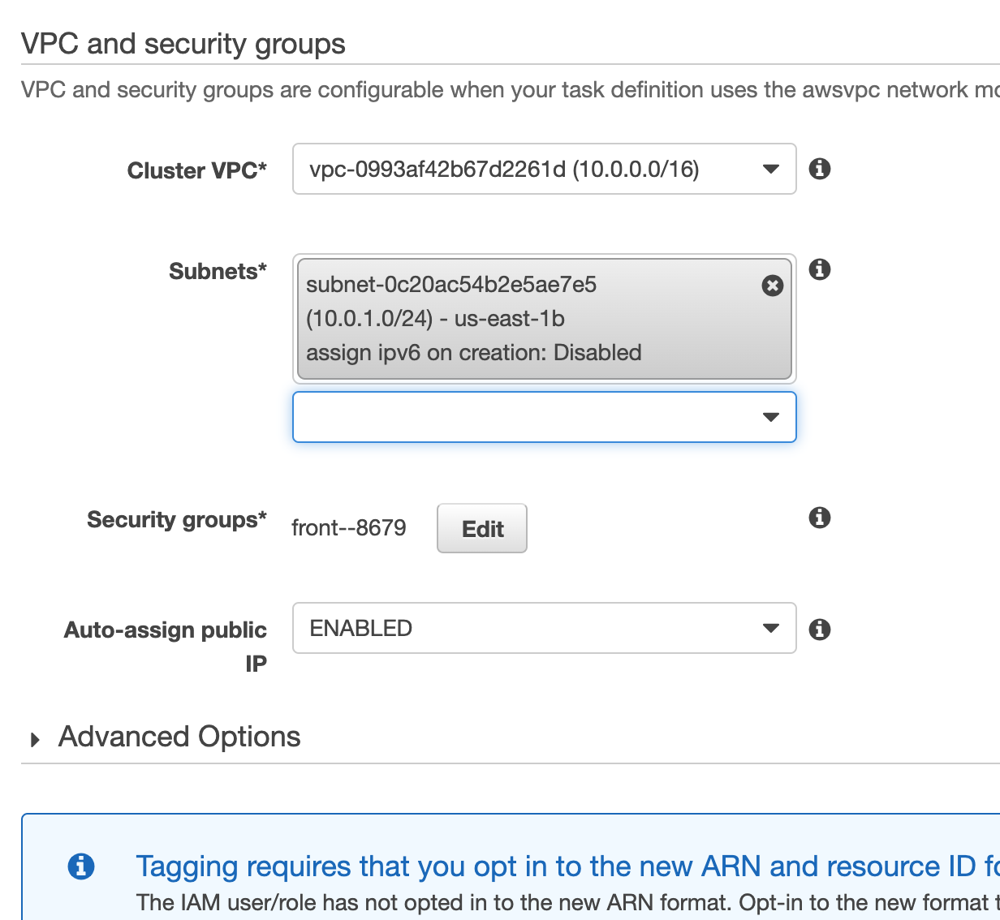 VPC and security groups
VPC and security groups are configurable when your task definition uses the awsvpc network
Cluster VPC*
vpc-0993af42b67d2261d (10.0.0.0/16)
Subnets*
subnet-0c20ac54b2e5ae7e5
(10.0.1.0/24) - us-east-1b
assign ipv6 on creation: Disabled
Security groups*
front--8679
Edit
Auto-assign public
IP
ENABLED
Advanced Options
Tagging requires that you opt in to the new ARN and resource ID
The IAM user/role has not opted in to the new ARN format. Opt-in to the new format